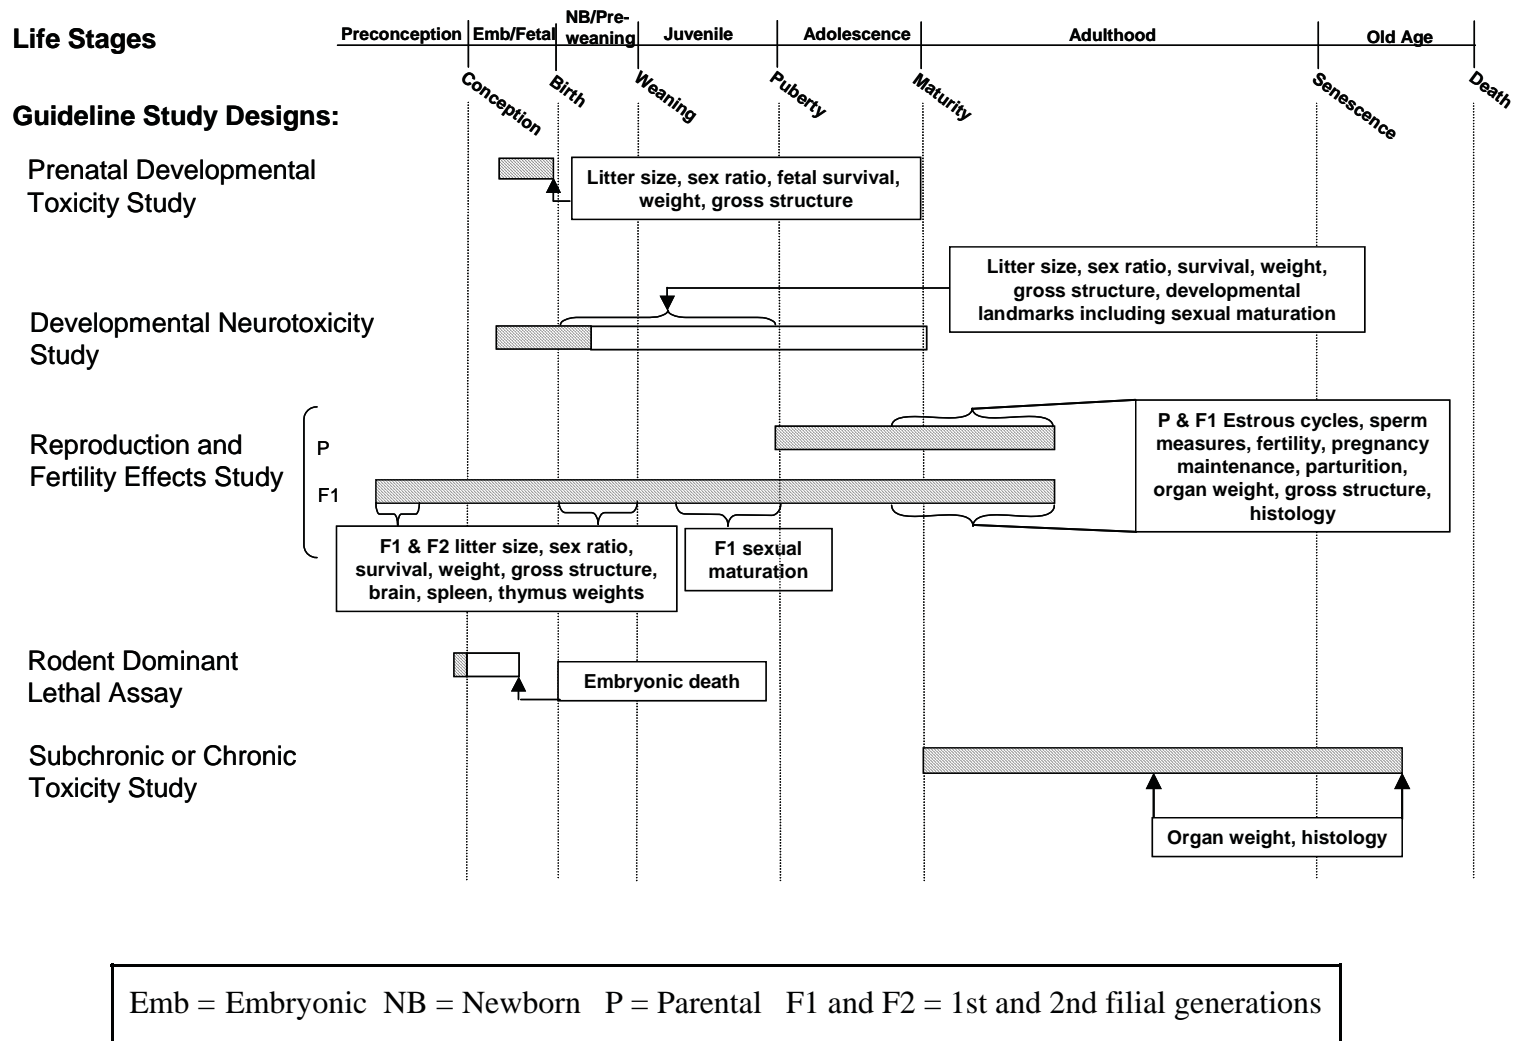 Life Stages
Preconception
Emb/Fetal
NB/Pre-
weaning
Juvenile
Adolescence
Adulthood
Old Age
Conception
Birth
Weaning
Puberty
Maturity
Senescence
Death
Guideline Study Designs:
Prenatal Developmental
Toxicity Study
Litter size, sex ratio, fetal survival,
weight, gross structure
Developmental Neurotoxicity
Study
Litter size, sex ratio, survival, weight,
gross structure, developmental
landmarks including sexual maturation
Reproduction and
Fertility Effects Study
P
F1
P & F1 Estrous cycles, sperm
measures, fertility, pregnancy
maintenance, parturition,
organ weight, gross structure,
histology
F1 & F2 litter size, sex ratio,
survival, weight, gross structure,
brain, spleen, thymus weights
F1 sexual
maturation
Rodent Dominant
Lethal Assay
Embryonic death
Subchronic or Chronic
Toxicity Study
Organ weight, histology
Emb = Embryonic NB = Newborn P = Parental F1 and F2 = 1st and 2nd filial generations